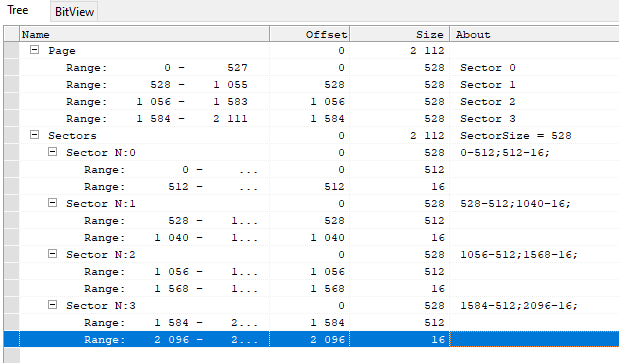 Tree BitView
Name Offset Size About
Page 0 2 112
Range: 0 - 527 0 528 Sector 0
Range: 528 - 1 055 528 528 Sector 1
Range: 1 056 - 1 583 1 056 528 Sector 2
Range: 1 584 - 2 111 1 584 528 Sector 3
Sectors 0 2 112 SectorSize = 528
Sector N:0 0 528 0-512;512-16;
Range: 0 - ... 0 512
Range: 512 - ... 512 16
Sector N:1 0 528 528-512;1040-16;
Range: 528 - 1... 528 512
Range: 1 040 - 1... 1 040 16
Sector N:2 0 528 1056-512;1568-16;
Range: 1 056 - 1... 1 056 512
Range: 1 568 - 1... 1 568 16
Sector N:3 0 528 1584-512;2096-16;
Range: 1 584 - 2... 1 584 512
Range: 2 096 - 2... 2 096 16